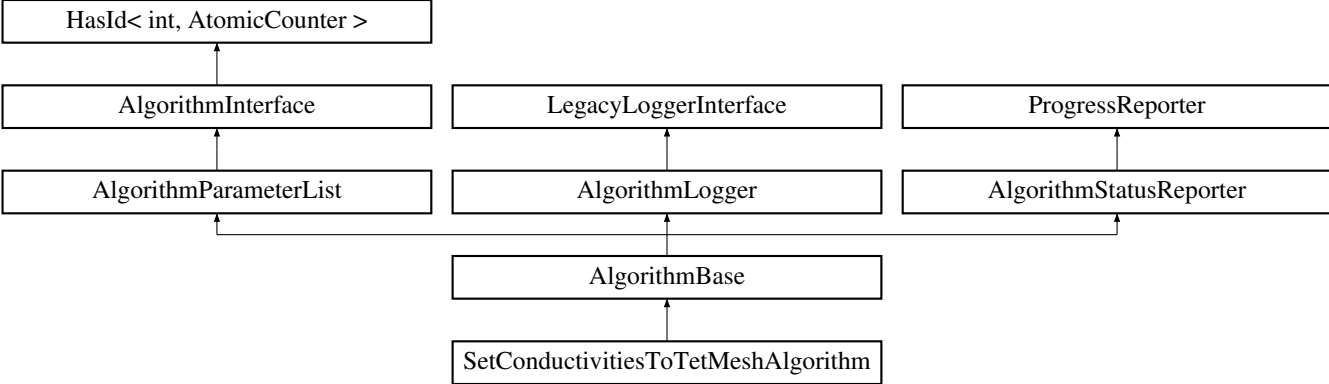 HasId< int, AtomicCounter >
AlgorithmInterface
LegacyLoggerInterface
ProgressReporter
AlgorithmParameterList
AlgorithmLogger
AlgorithmStatusReporter
AlgorithmBase
SetConductivitiesToTetMeshAlgorithm